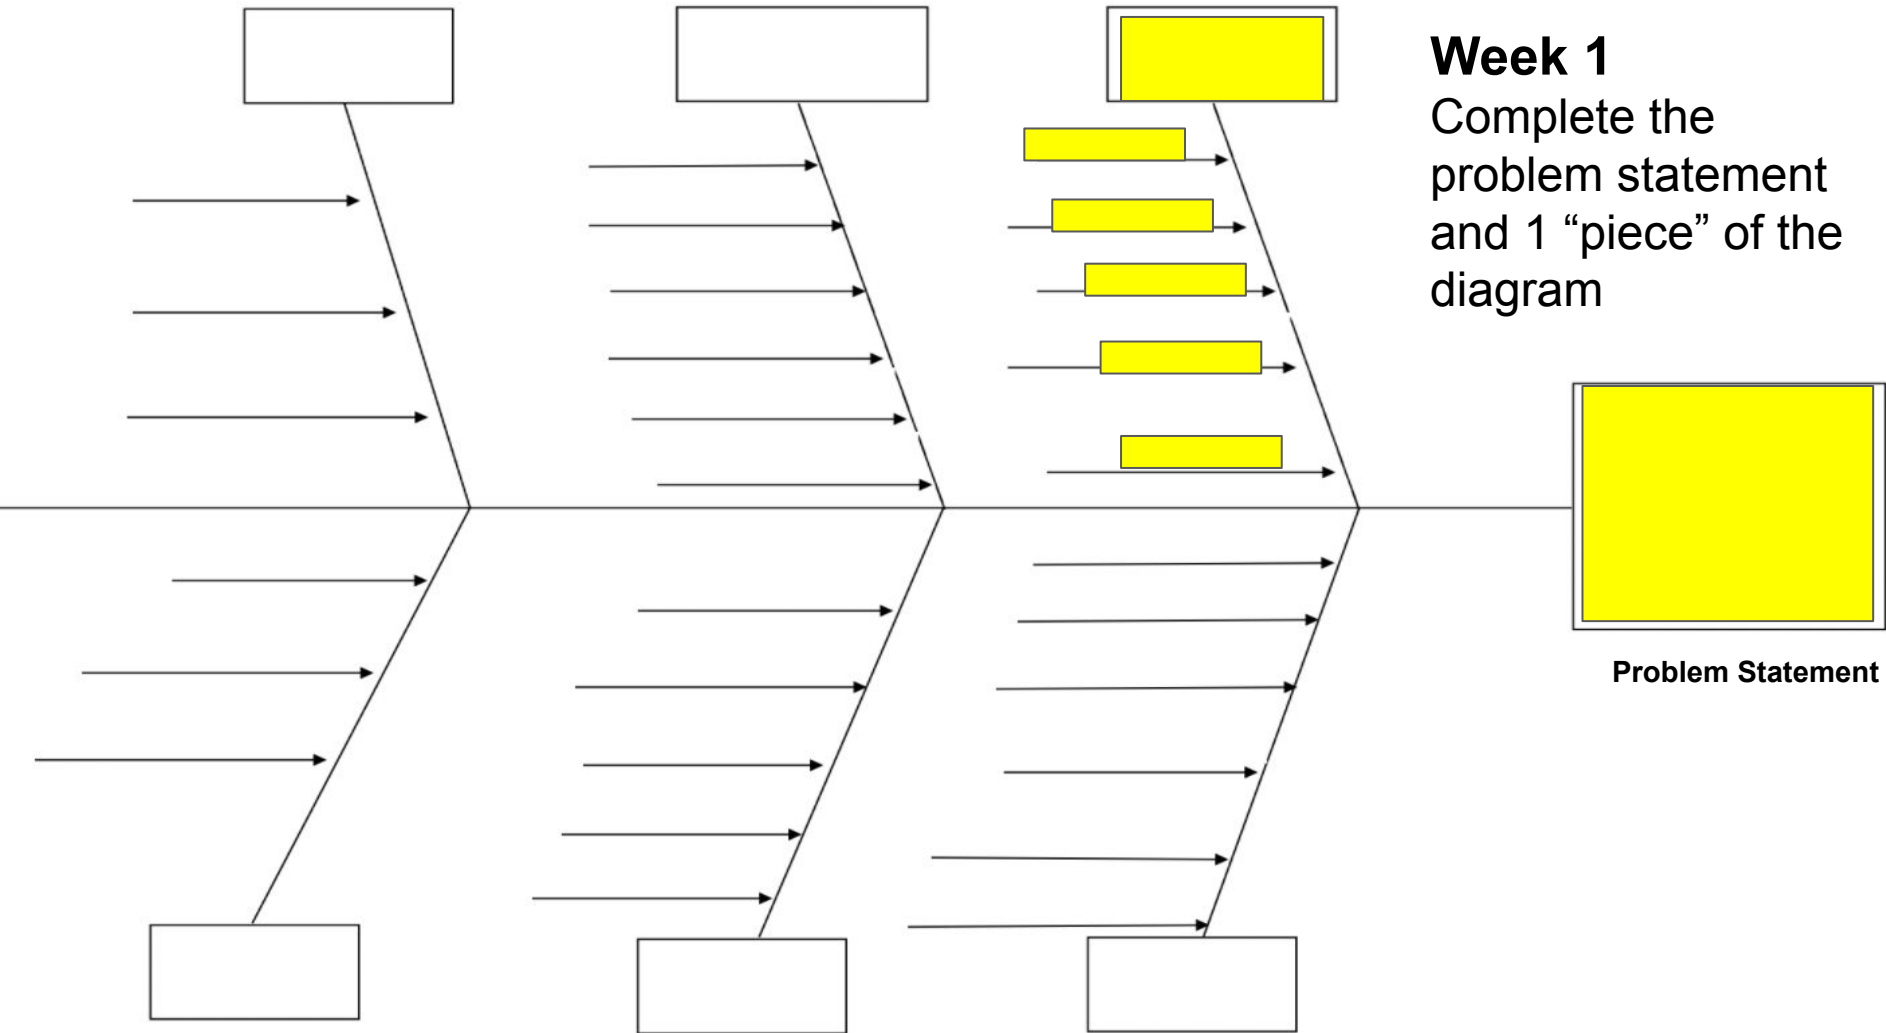 Week 1
Complete the
problem statement
and 1 “piece” of the
diagram
Problem Statement